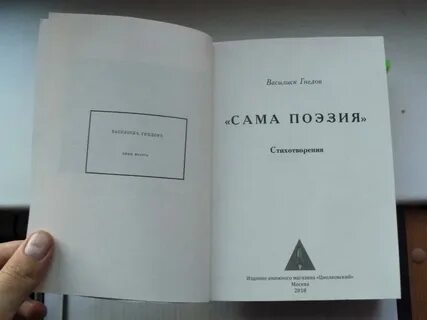 Василиск Гнедов
«САМА ПОЭЗИЯ»
Стихотворения
Издание книжного магазина «Циолковский»
Москва
2018